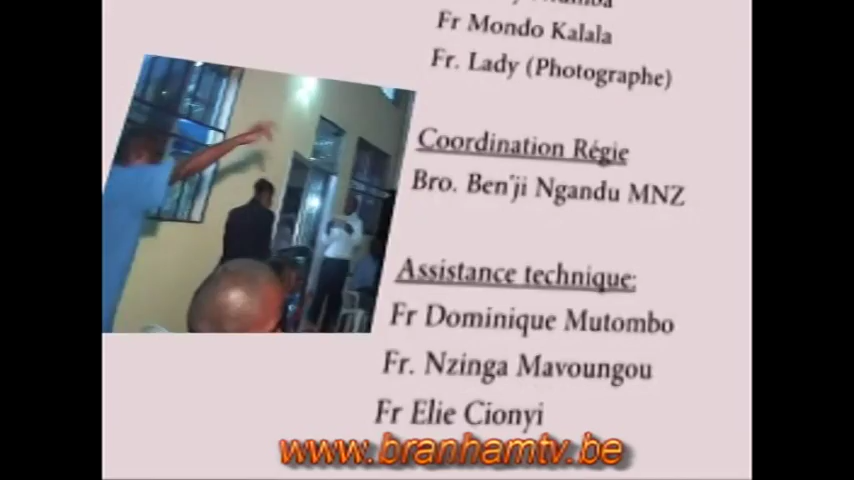 Fr Mondo Kalala
Fr. Lady (Photographe)
Coordination Régie
Bro. Ben'ji Ngandu MNZ
Assistance technique:
Fr Dominique Mutombo
Fr. Nzinga Mavoungou
Fr Elie Cionyi
www.branhamtv.be